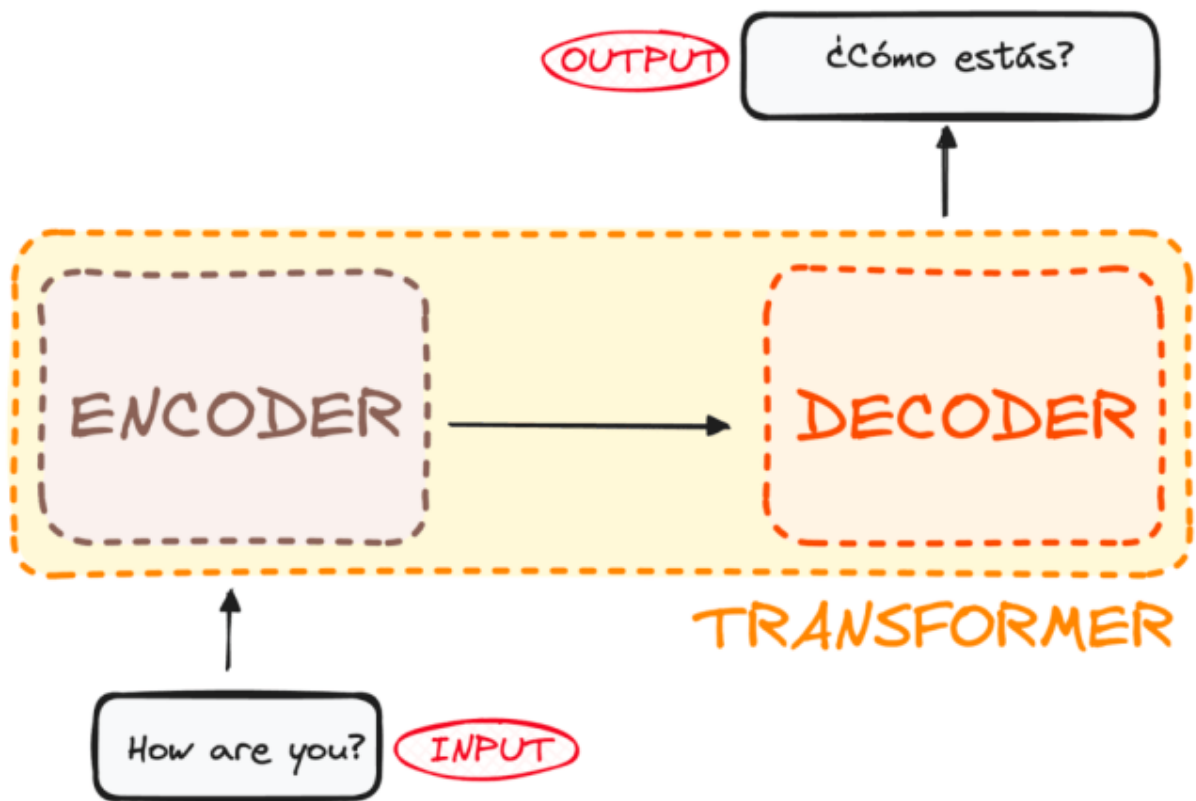 OUTPUT
¿Cómo estás?
ENCODER
DECODER
TRANSFORMER
How are you?
INPUT